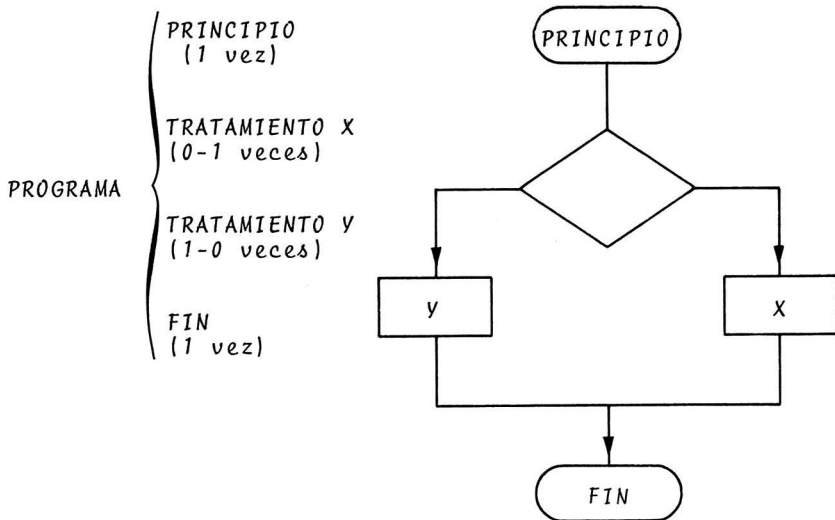 PRINCIPIO
(1 vez)
TRATAMIENTO X
(0-1 veces)
PROGRAMA
TRATAMIENTO Y
(1-0 veces)
FIN
(1 vez)
PRINCIPIO
Y
X
FIN